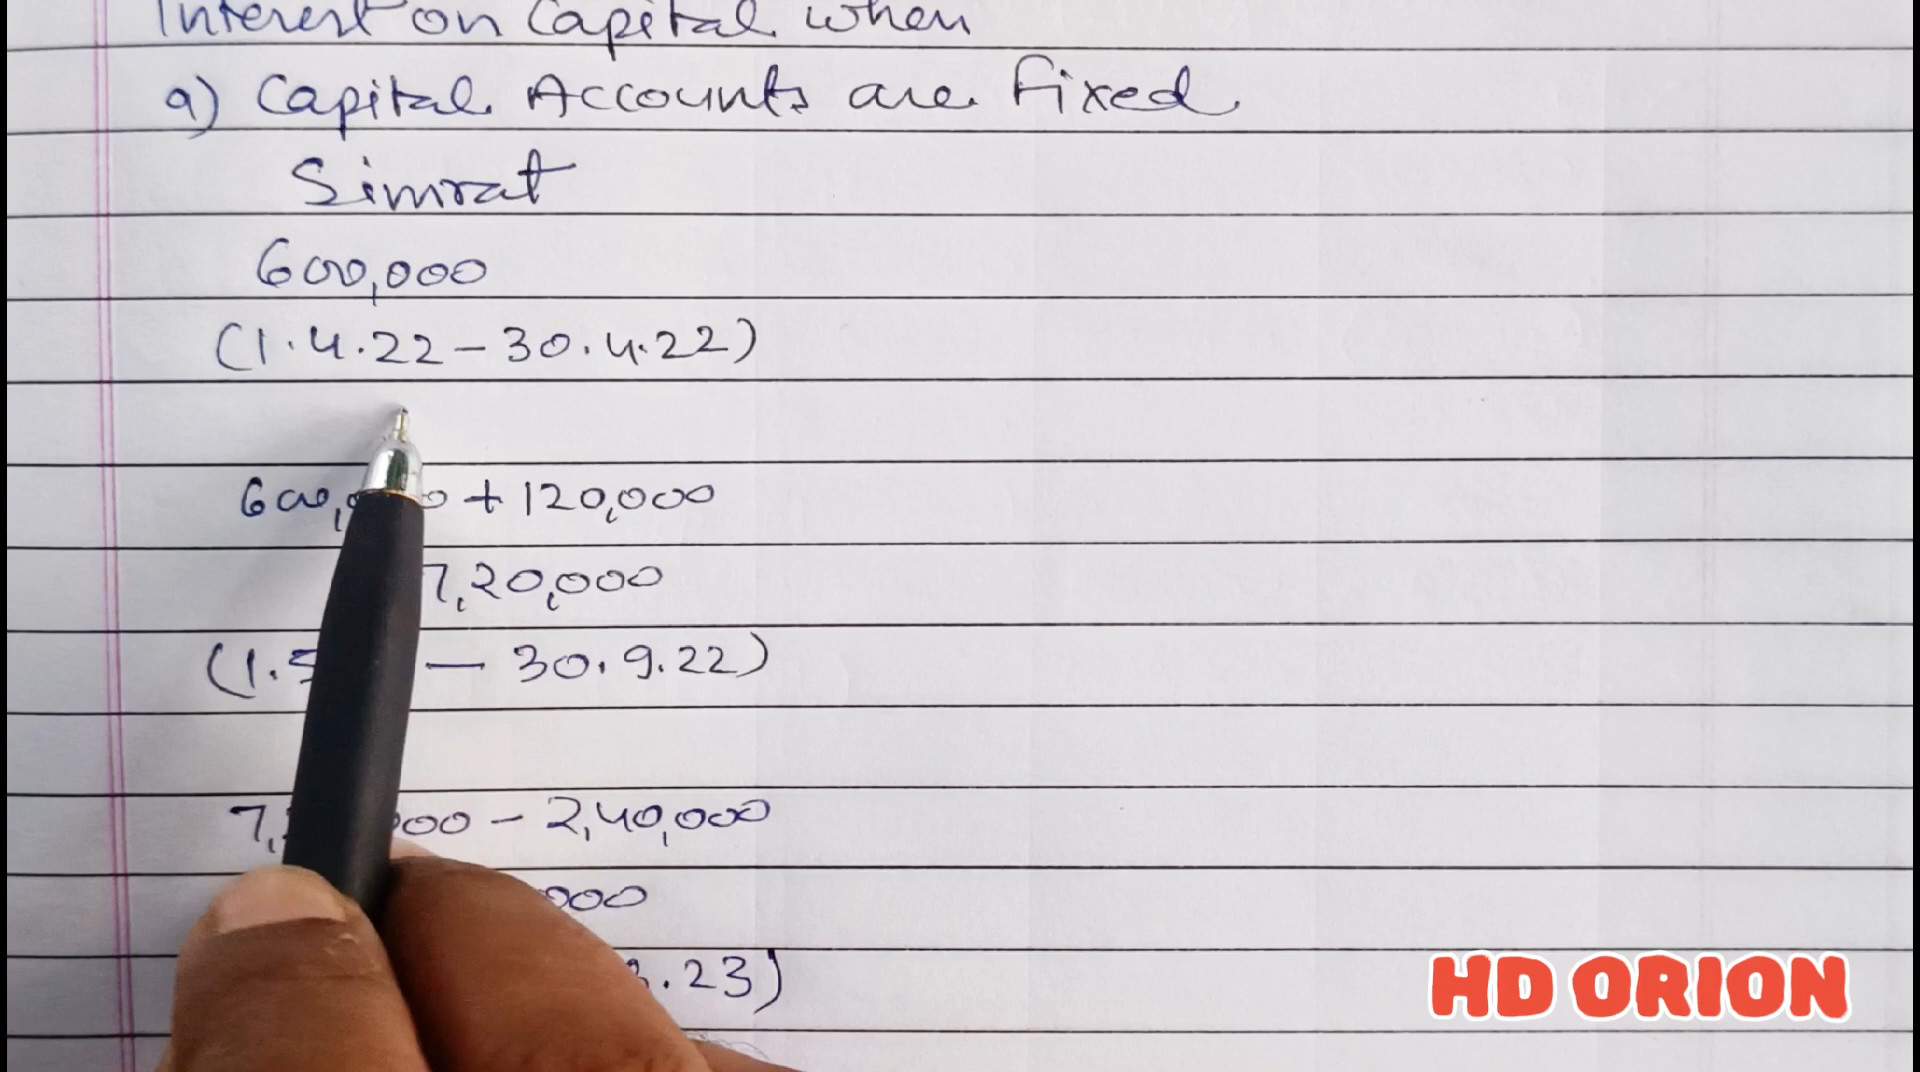 Interest on Capital when
a) Capital Accounts are fixed
Simrat
600,000
(1.4.22 - 30.4.22)
+ 120,000
7,20,000
— 30.9.22)
- 2,40,000
.23)
HD ORION